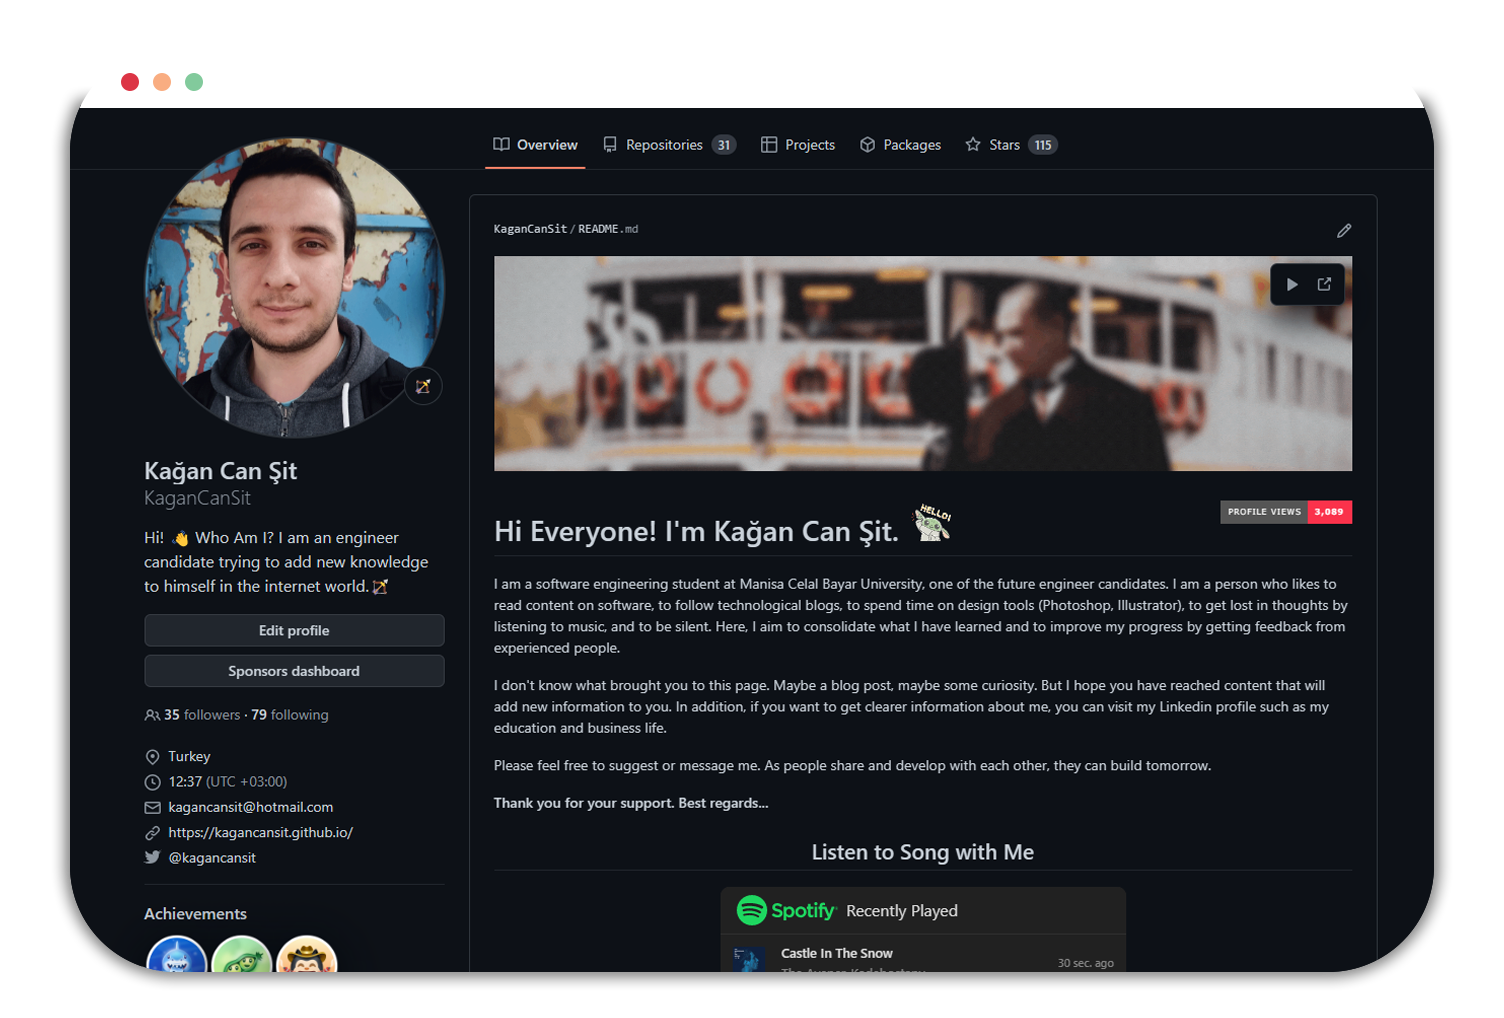 Overview Repositories 31 Projects Packages Stars 115
Kağan Can Şit
KaganCanSit
Hi! 👋 Who Am I? I am an engineer
candidate trying to add new knowledge
to himself in the internet world.🏹
Edit profile
Sponsors dashboard
35 followers · 79 following
Turkey
12:37 (UTC +03:00)
kagancansit@hotmail.com
https://kagancansit.github.io/
@kagancansit
Achievements
KaganCanSit/README.md
HELLO!
Hi Everyone! I'm Kağan Can Şit.
PROFILE VIEWS 3,089
I am a software engineering student at Manisa Celal Bayar University, one of the future engineer candidates. I am a person who likes to
read content on software, to follow technological blogs, to spend time on design tools (Photoshop, Illustrator), to get lost in thoughts by
listening to music, and to be silent. Here, I aim to consolidate what I have learned and to improve my progress by getting feedback from
experienced people.
I don't know what brought you to this page. Maybe a blog post, maybe some curiosity. But I hope you have reached content that will
add new information to you. In addition, if you want to get clearer information about me, you can visit my Linkedin profile such as my
education and business life.
Please feel free to suggest or message me. As people share and develop with each other, they can build tomorrow.
Thank you for your support. Best regards...
Listen to Song with Me
Spotify Recently Played
Castle In The Snow
30 sec. ago